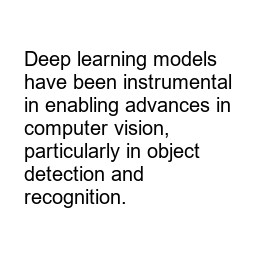 Deep learning models
have been instrumental
in enabling advances in
computer vision,
particularly in object
detection and
recognition.